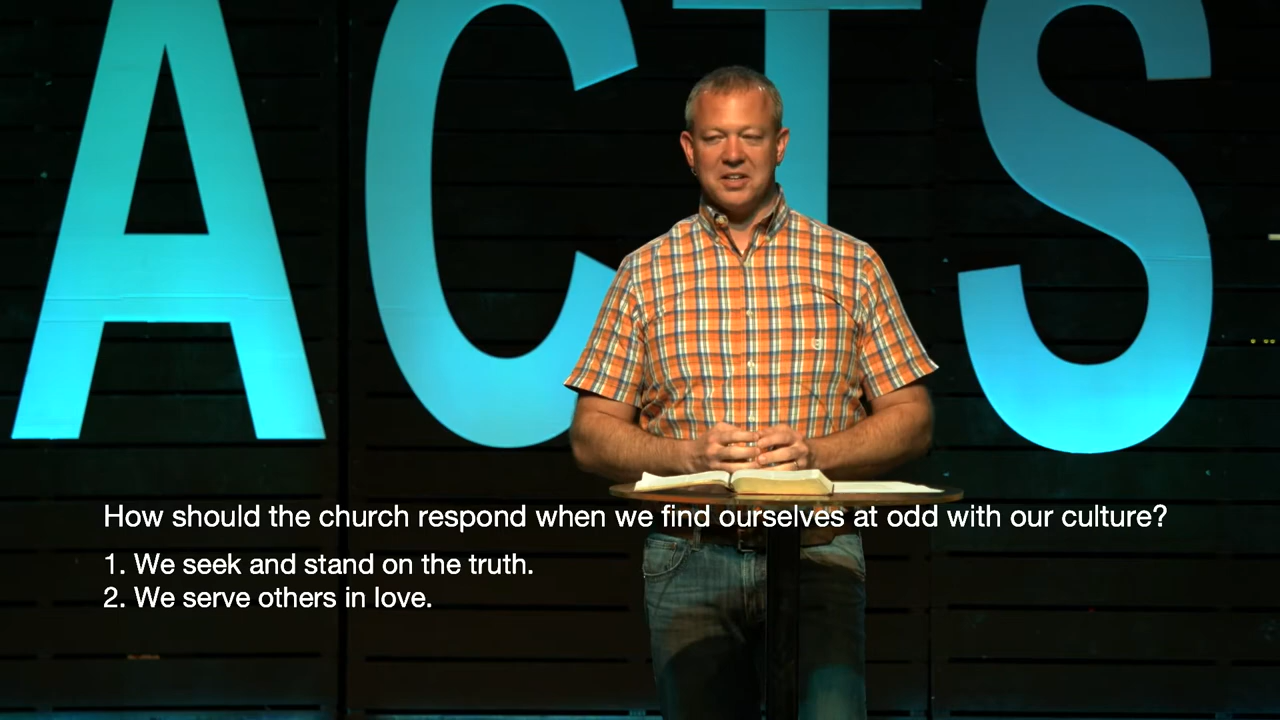 ACTS
How should the church respond when we find ourselves at odd with our culture?
1. We seek and stand on the truth.
2. We serve others in love.